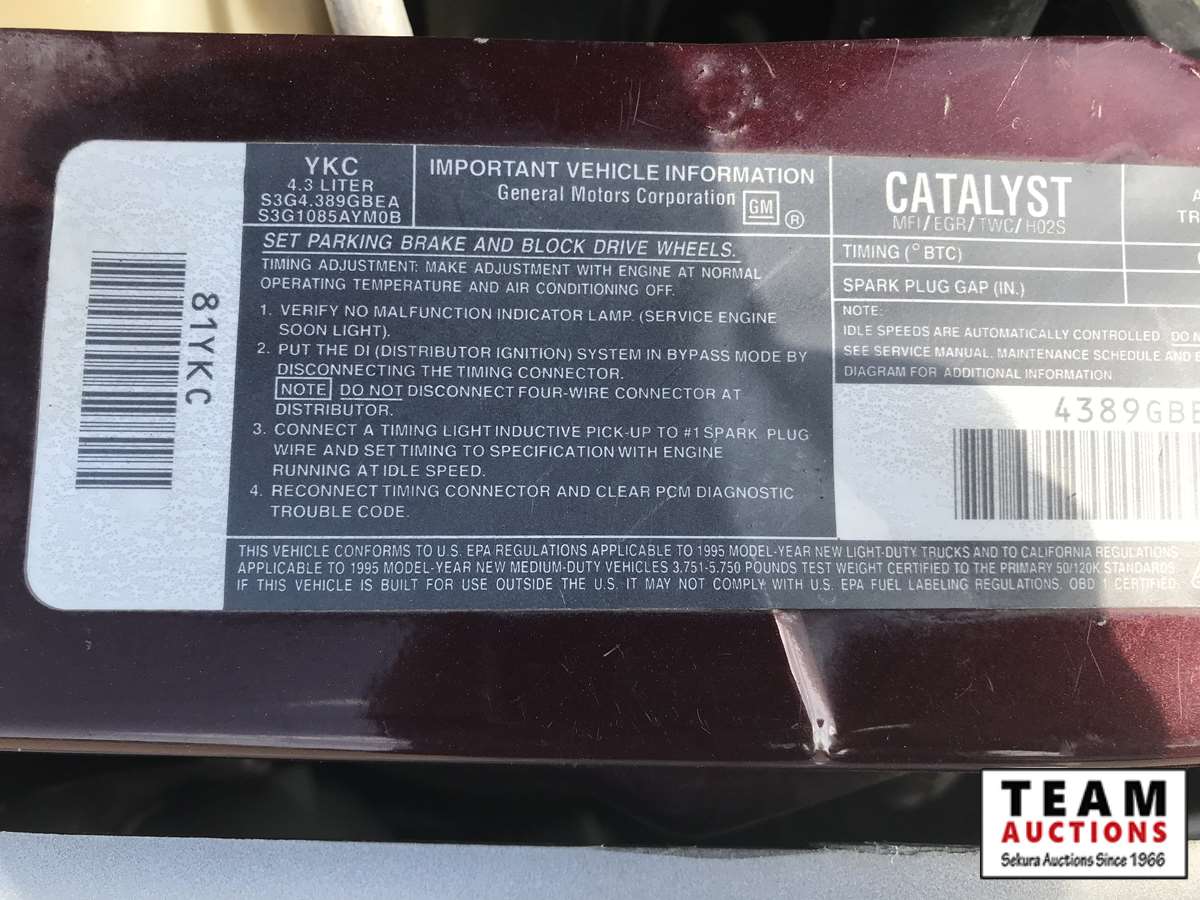 YKC
4.3 LITER
S3G4.389GBEA
S3G1085AYM0B
IMPORTANT VEHICLE INFORMATION
General Motors Corporation GM ®
SET PARKING BRAKE AND BLOCK DRIVE WHEELS.
TIMING ADJUSTMENT: MAKE ADJUSTMENT WITH ENGINE AT NORMAL
OPERATING TEMPERATURE AND AIR CONDITIONING OFF.
1. VERIFY NO MALFUNCTION INDICATOR LAMP. (SERVICE ENGINE
SOON LIGHT).
2. PUT THE DI (DISTRIBUTOR IGNITION) SYSTEM IN BYPASS MODE BY
DISCONNECTING THE TIMING CONNECTOR.
NOTE DO NOT DISCONNECT FOUR-WIRE CONNECTOR AT
DISTRIBUTOR.
3. CONNECT A TIMING LIGHT INDUCTIVE PICK-UP TO #1 SPARK PLUG
WIRE AND SET TIMING TO SPECIFICATION WITH ENGINE
RUNNING AT IDLE SPEED.
4. RECONNECT TIMING CONNECTOR AND CLEAR PCM DIAGNOSTIC
TROUBLE CODE.
81YKC
CATALYST
MFI/EGR/TWC/H02S
TIMING (°BTC)
SPARK PLUG GAP (IN.)
NOTE:
IDLE SPEEDS ARE AUTOMATICALLY CONTROLLED. DO
SEE SERVICE MANUAL, MAINTENANCE SCHEDULE AND
DIAGRAM FOR ADDITIONAL INFORMATION.
4389GBE
THIS VEHICLE CONFORMS TO U.S. EPA REGULATIONS APPLICABLE TO 1995 MODEL-YEAR NEW LIGHT-DUTY TRUCKS AND TO CALIFORNIA REGULATIONS
APPLICABLE TO 1995 MODEL-YEAR NEW MEDIUM-DUTY VEHICLES 3,751-5,750 POUNDS TEST WEIGHT CERTIFIED TO THE PRIMARY 50/120K STANDARDS.
IF THIS VEHICLE IS BUILT FOR USE OUTSIDE THE U.S. IT MAY NOT COMPLY WITH U.S. EPA FUEL LABELING REGULATIONS. OBD 1 CERTIFIED.
TEAM
AUCTIONS
Sekura Auctions Since 1966